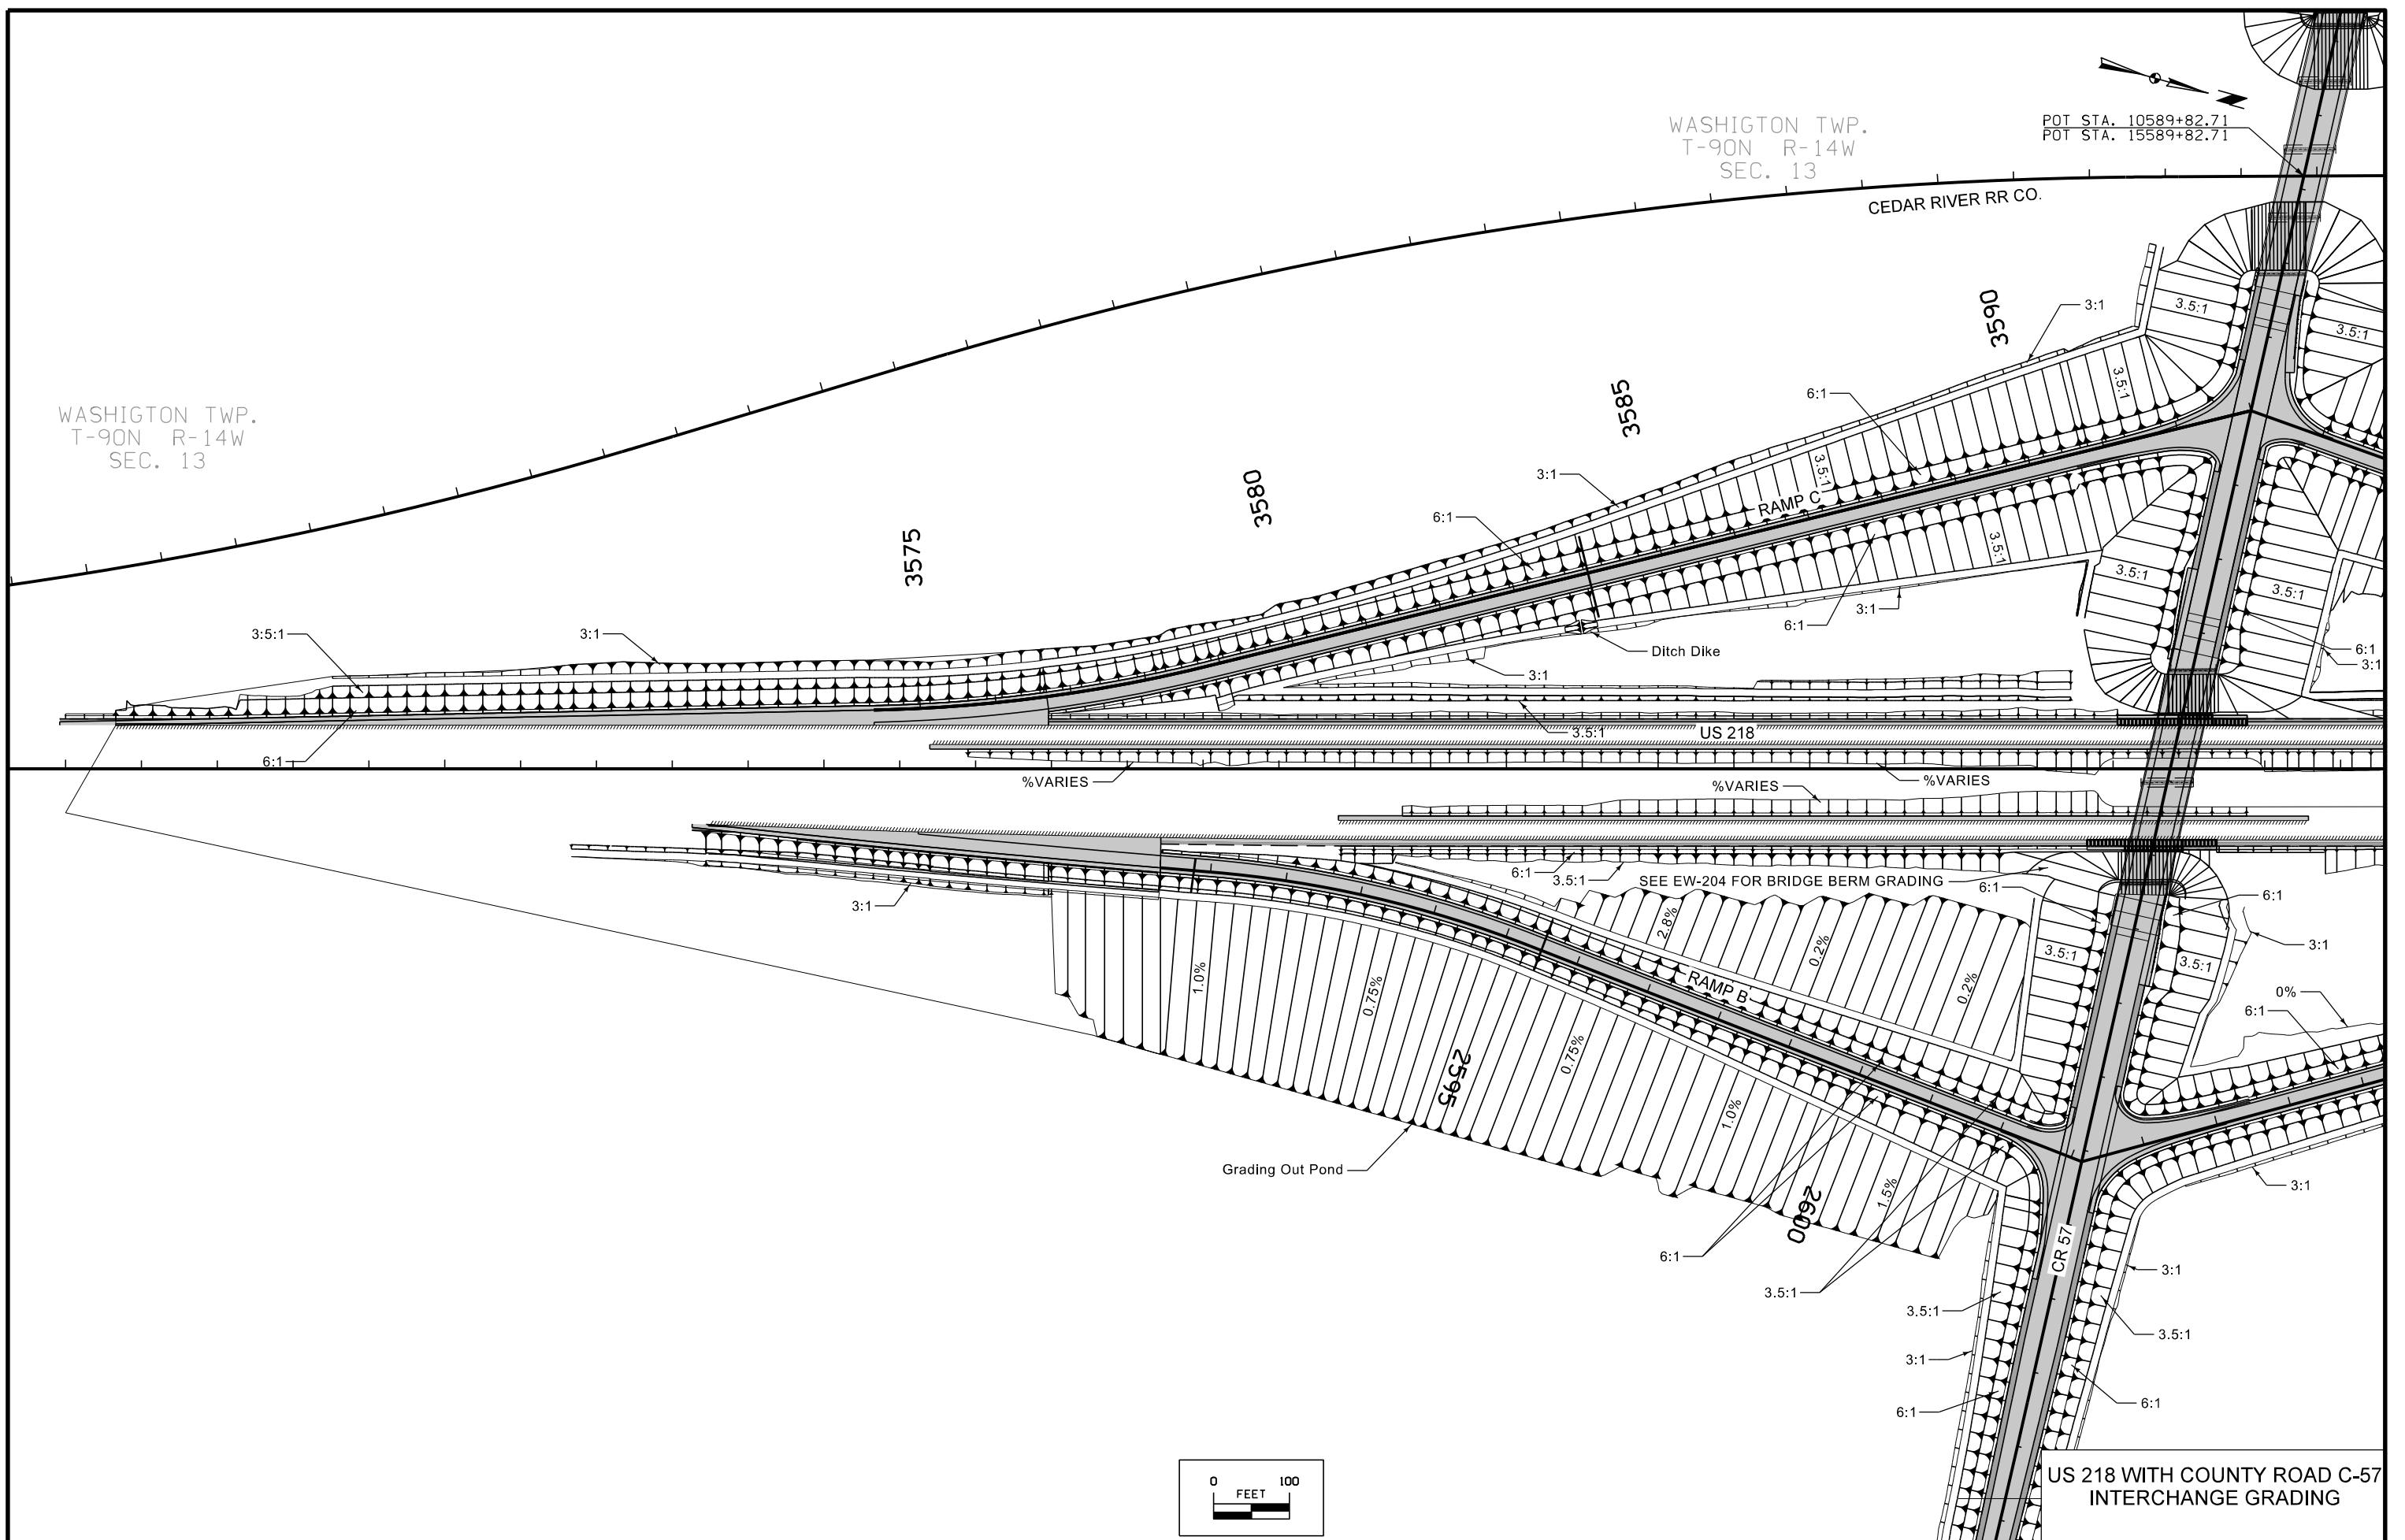 WASHIGTON TWP.
T-90N R-14W
SEC. 13
POT STA. 10589+82.71
POT STA. 15589+82.71
CEDAR RIVER RR CO.
3590
3:1
3.5:1
3.5:1
3585
6:1
3.5:1
WASHIGTON TWP.
T-90N R-14W
SEC. 13
3580
3:1
3.5:1
RAMP C
6:1
3575
3.5:1
3.5:1
3.5:1
3:1
6:1
3:5:1
3:1
Ditch Dike
6:1
3:1
3:1
3.5:1
US 218
6:1
%VARIES
%VARIES
%VARIES
6:1
3.5:1
SEE EW-204 FOR BRIDGE BERM GRADING
6:1
6:1
3:1
2.8%
0.2%
3.5:1
3.5:1
3:1
1.0%
0.75%
RAMP B
0.2%
0%
6:1
2595
0.75%
1.0%
Grading Out Pond
1.5%
3:1
2600
6:1
CR 57
3:1
3.5:1
3.5:1
3.5:1
3:1
6:1
6:1
0 100
FEET
US 218 WITH COUNTY ROAD C-57
INTERCHANGE GRADING